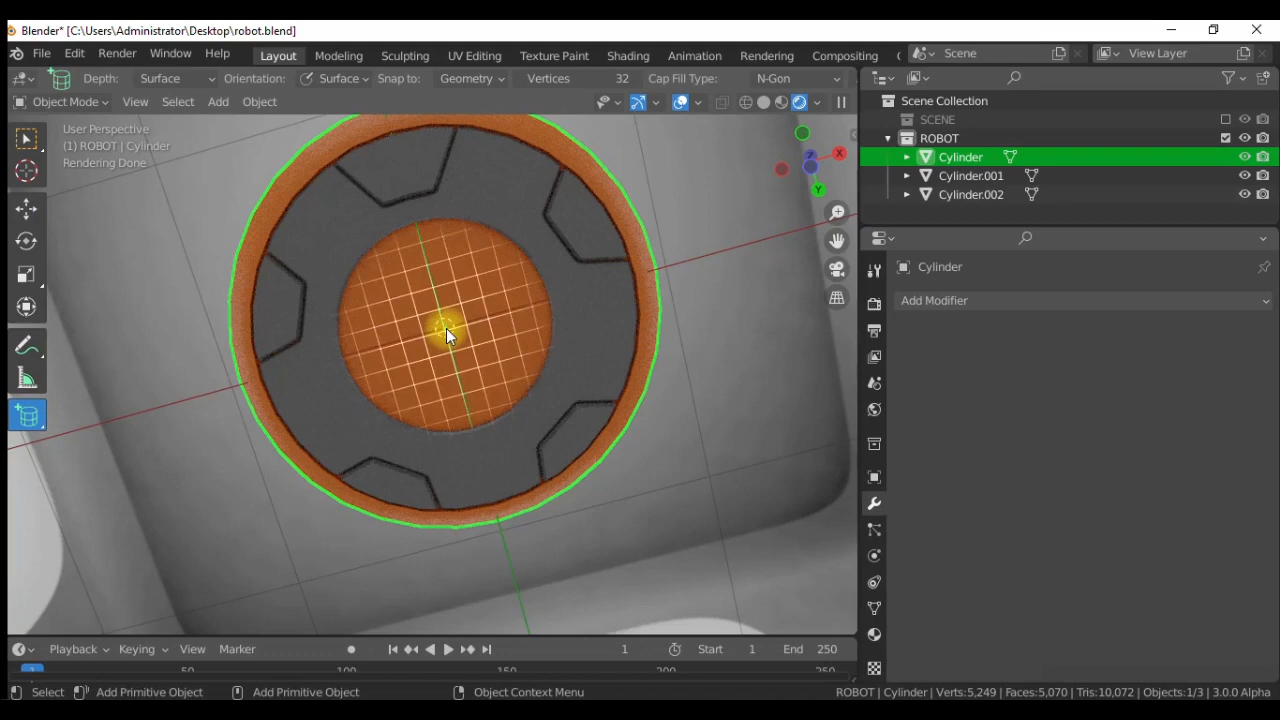 Blender* [C:\Users\Administrator\Desktop\robot.blend]
File Edit Render Window Help Layout Modeling Sculpting UV Editing Texture Paint Shading Animation Rendering Compositing Scene View Layer
Depth: Surface Orientation: Surface Snap to: Geometry Vertices 32 Cap Fill Type: N-Gon
Object Mode View Select Add Object
Scene Collection
SCENE
ROBOT
Cylinder
Cylinder.001
Cylinder.002
User Perspective
(1) ROBOT | Cylinder
Rendering Done
X
Y
Z
Cylinder
Add Modifier
Playback Keying View Marker 1 Start 1 End 250
50 100 150 200 250
Select Add Primitive Object Add Primitive Object Object Context Menu ROBOT | Cylinder | Verts:5,249 | Faces:5,070 | Tris:10,072 | Objects:1/3 | 3.0.0 Alpha